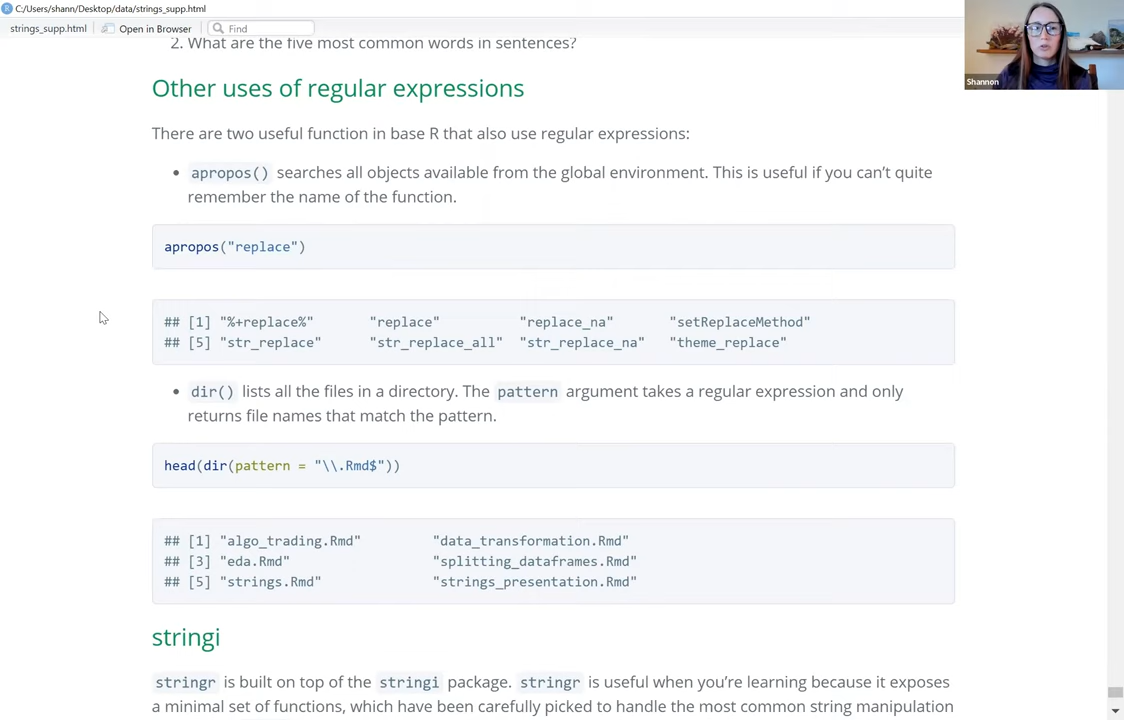 C:/Users/shann/Desktop/data/strings_supp.html
strings_supp.html Open in Browser Find
2. What are the five most common words in sentences?
Shannon
Other uses of regular expressions
There are two useful function in base R that also use regular expressions:
• apropos() searches all objects available from the global environment. This is useful if you can't quite
remember the name of the function.
apropos("replace")
## [1] "%+replace%" "replace" "replace_na" "setReplaceMethod"
## [5] "str_replace" "str_replace_all" "str_replace_na" "theme_replace"
• dir() lists all the files in a directory. The pattern argument takes a regular expression and only
returns file names that match the pattern.
head(dir(pattern = "\\.Rmd$"))
## [1] "algo_trading.Rmd" "data_transformation.Rmd"
## [3] "eda.Rmd" "splitting_dataframes.Rmd"
## [5] "strings.Rmd" "strings_presentation.Rmd"
stringi
stringr is built on top of the stringi package. stringr is useful when you're learning because it exposes
a minimal set of functions, which have been carefully picked to handle the most common string manipulation